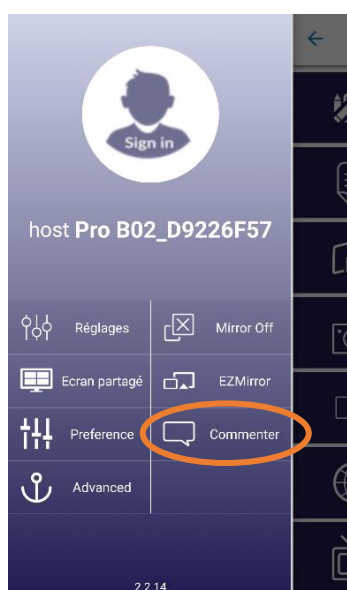 Sign in
host Pro B02_D9226F57
Réglages
Mirror Off
Ecran partagé
EZMirror
Preference
Commenter
Advanced
2.2.14